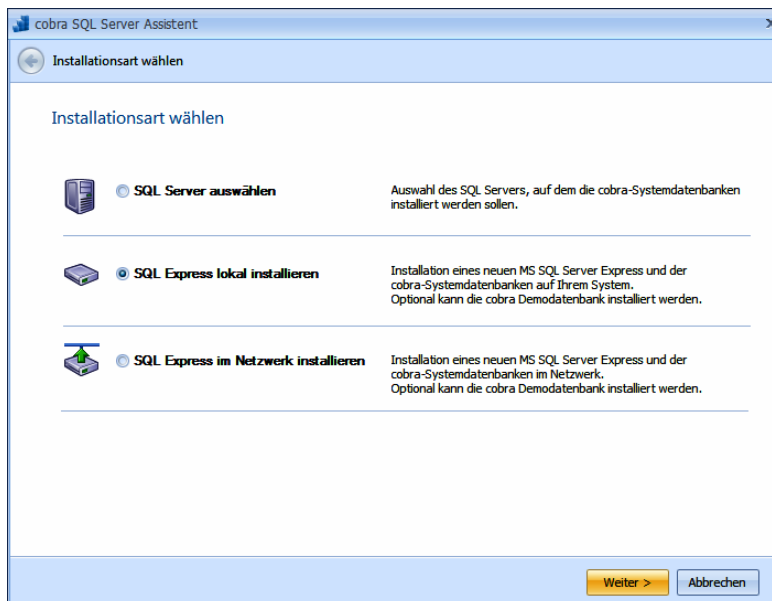 cobra SQL Server Assistent
Installationsart wählen
Installationsart wählen
SQL Server auswählen
Auswahl des SQL Servers, auf dem die cobra-Systemdatenbanken
installiert werden sollen.
SQL Express lokal installieren
Installation eines neuen MS SQL Server Express und der
cobra-Systemdatenbanken auf Ihrem System.
Optional kann die cobra Demodatenbank installiert werden.
SQL Express im Netzwerk installieren
Installation eines neuen MS SQL Server Express und der
cobra-Systemdatenbanken im Netzwerk.
Optional kann die cobra Demodatenbank installiert werden.
Weiter >
Abbrechen